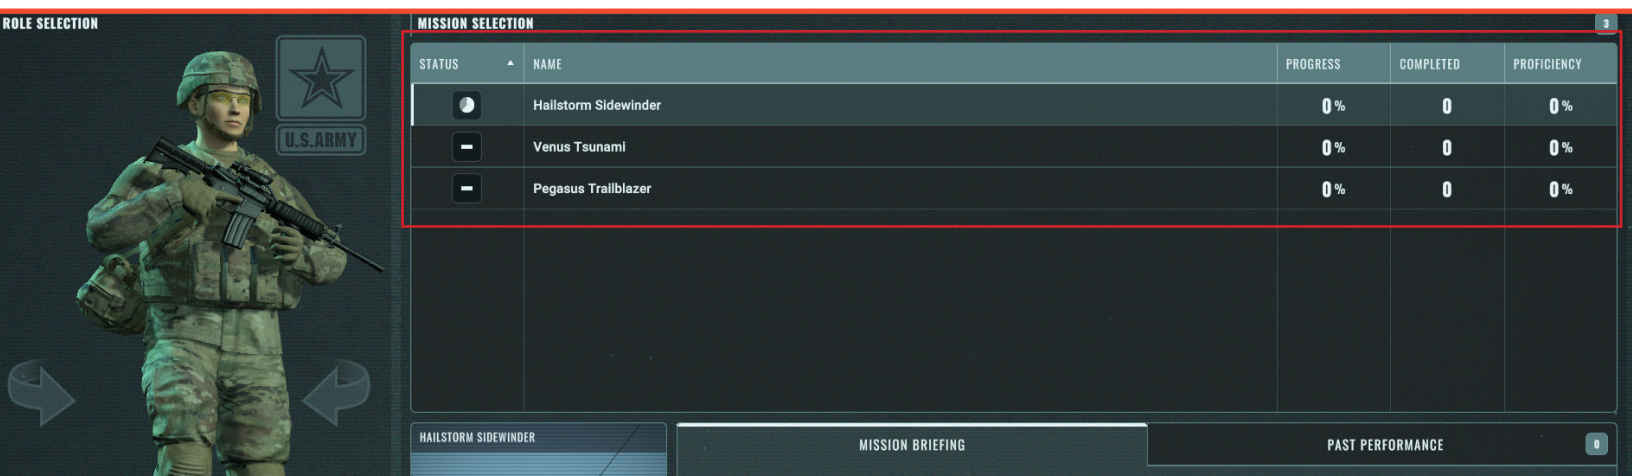 ROLE SELECTION
MISSION SELECTION 3
STATUS NAME PROGRESS COMPLETED PROFICIENCY
Hailstorm Sidewinder 0% 0 0%
Venus Tsunami 0% 0 0%
Pegasus Trailblazer 0% 0 0%
U.S.ARMY
HAILSTORM SIDEWINDER
MISSION BRIEFING
PAST PERFORMANCE 0